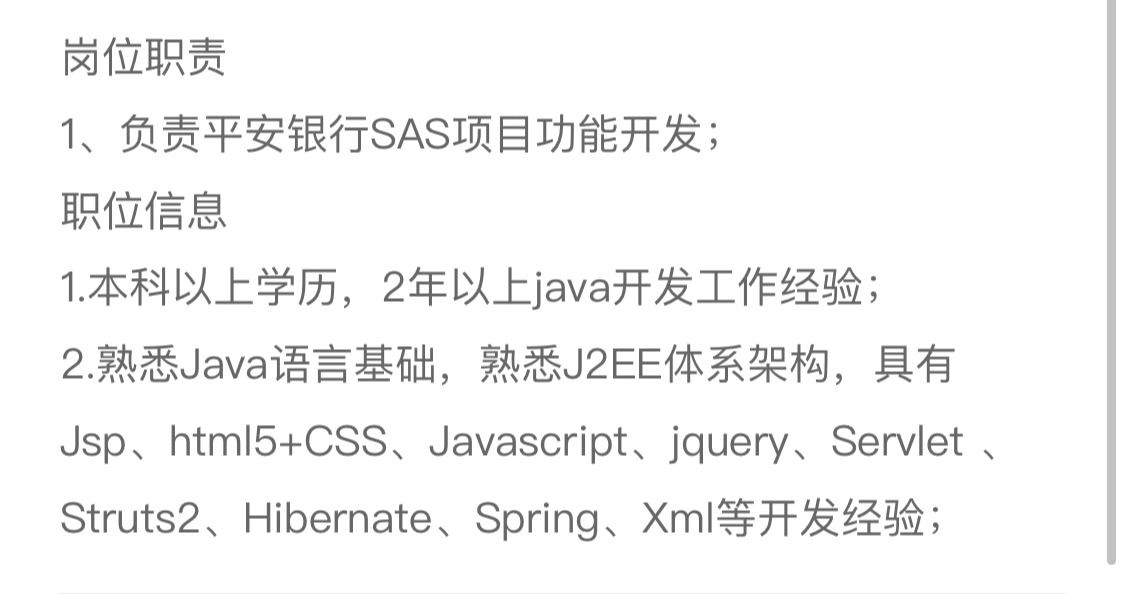 岗位职责
1、负责平安银行SAS项目功能开发；
职位信息
1.本科以上学历，2年以上java开发工作经验；
2.熟悉Java语言基础，熟悉J2EE体系架构，具有
Jsp、html5+CSS、Javascript、jquery、Servlet 、
Struts2、Hibernate、Spring、Xml等开发经验；